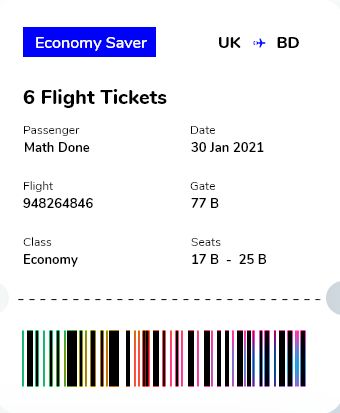 Economy Saver UK BD
6 Flight Tickets
Passenger Date
Math Done 30 Jan 2021
Flight Gate
948264846 77 B
Class Seats
Economy 17 B - 25 B